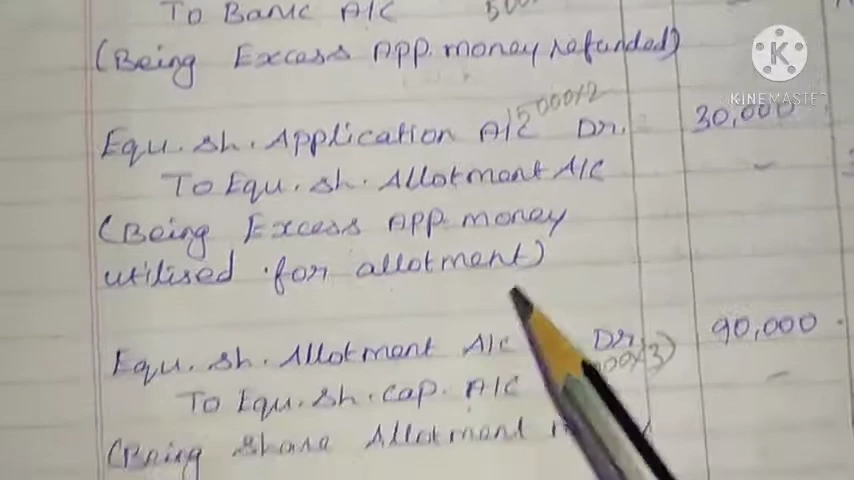 To Bank A/c
(Being Excess App. money refunded)
K
KINEMASTER
15000x2
Equ. Sh. Application A/c Dr. 30,000
To Equ. Sh. Allotment A/c -
(Being Excess App. money
utilised for allotment)
Equ. Sh. Allotment A/c Dr. 90,000
To Equ. Sh. Cap. A/c -
(Being Share Allotment